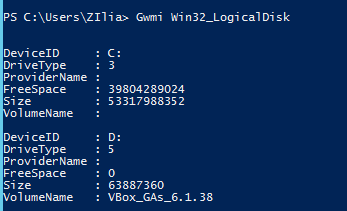 PS C:\Users\ZIlia> Gwmi Win32_LogicalDisk
DeviceID     : C:
DriveType    : 3
ProviderName :
FreeSpace    : 39804289024
Size         : 53317988352
VolumeName   :
DeviceID     : D:
DriveType    : 5
ProviderName :
FreeSpace    : 0
Size         : 63887360
VolumeName   : VBox_GAs_6.1.38